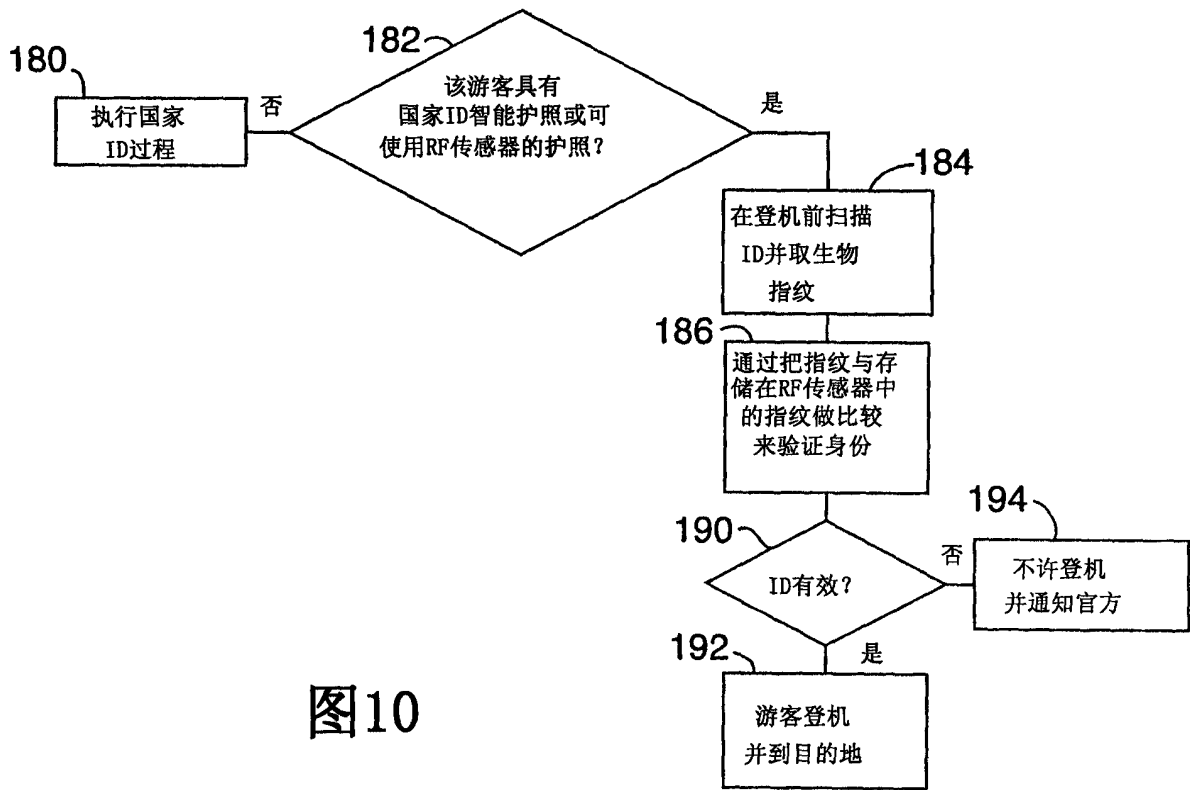 182
180
该游客具有
国家ID智能护照或可
使用RF传感器的护照？
否
是
执行国家
ID过程
184
在登机前扫描
ID并取生物
指纹
186
通过把指纹与存
储在RF传感器中
的指纹做比较
来验证身份
190
194
ID有效？
否
不许登机
并通知官方
192
是
游客登机
并到目的地
图10